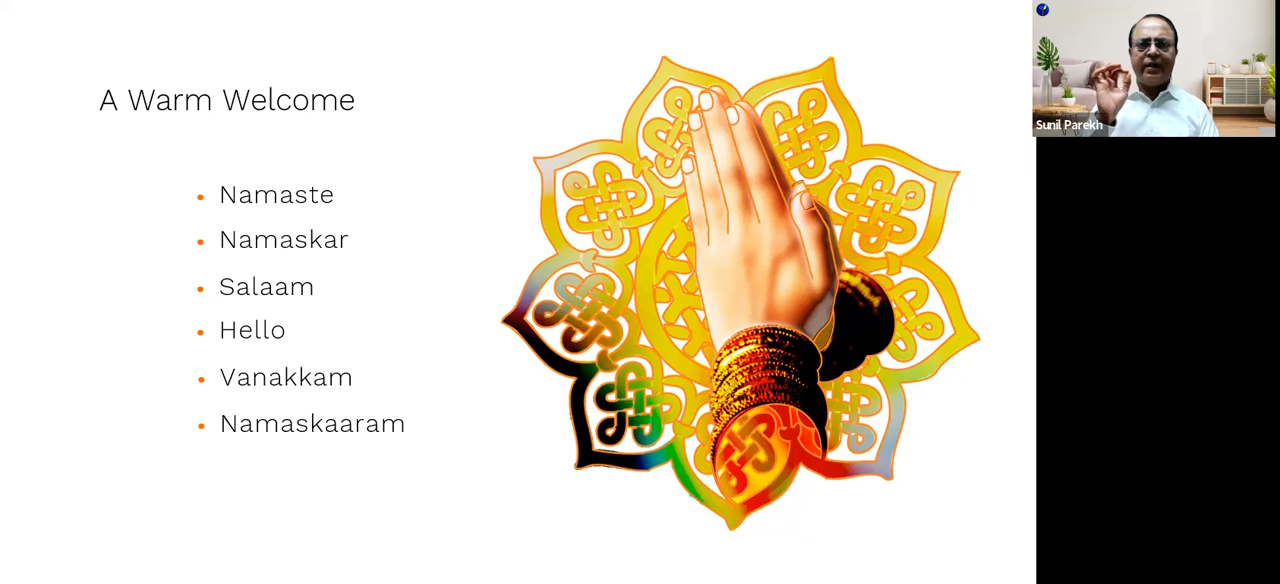 A Warm Welcome
Namaste
Namaskar
Salaam
Hello
Vanakkam
Namaskaaram
Sunil Parekh